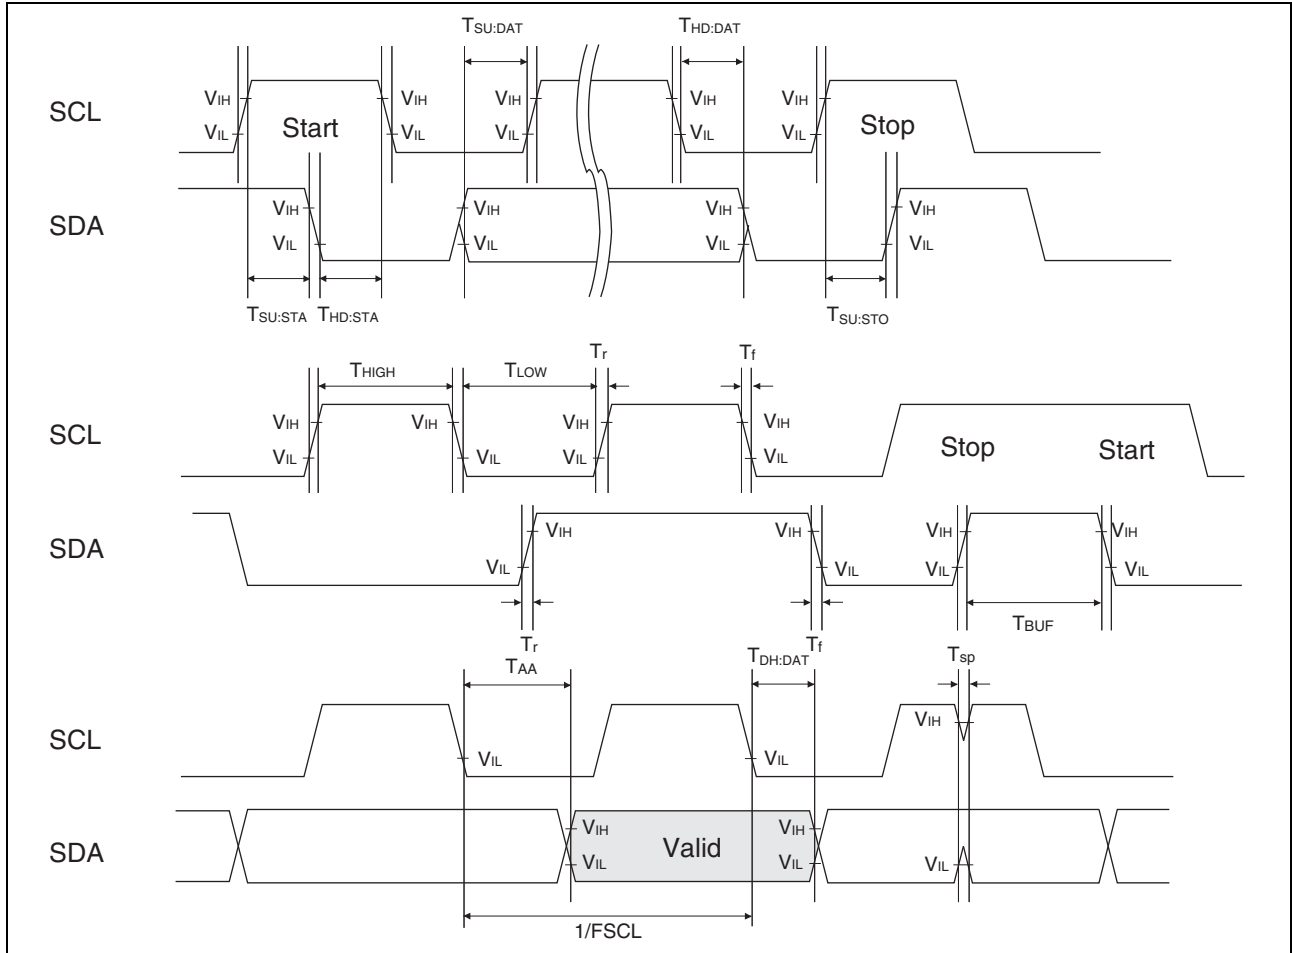 TSU:DAT THD:DAT
SCL VIH VIL Start VIH VIL VIH VIL VIH VIL VIH VIL Stop
SDA VIH VIL VIH VIL VIH VIL VIH VIL
TSU:STA THD:STA TSU:STO
THIGH TLOW Tr Tf
SCL VIH VIL VIH VIL VIH VIL VIH VIL Stop Start
SDA VIL VIH VIH VIL VIH VIL VIH VIL
Tr Tf TBUF
TAA TDH:DAT Tsp
SCL VIL VIL VIH
SDA VIH VIL Valid VIH VIL VIL
1/FSCL